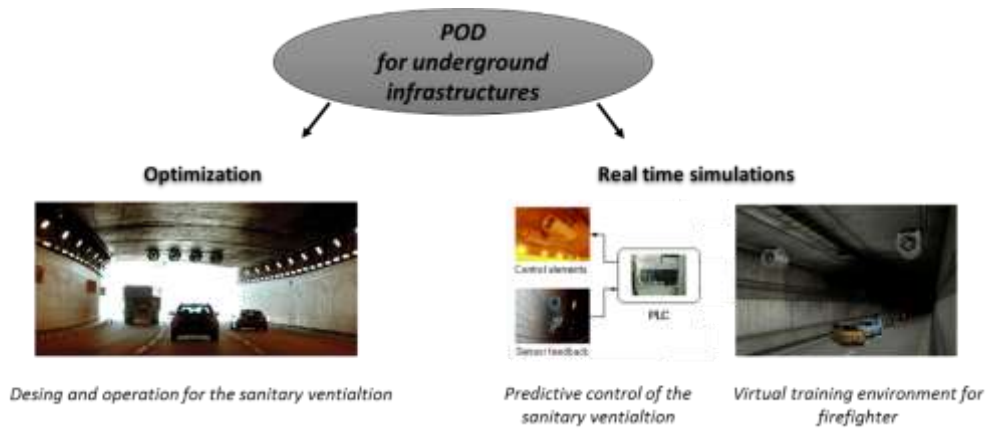 POD
for underground
infrastructures
Optimization
Real time simulations
Control elements
PLC
Sensor feedback
Desing and operation for the sanitary ventialtion
Predictive control of the
sanitary ventialtion
Virtual training environment for
firefighter